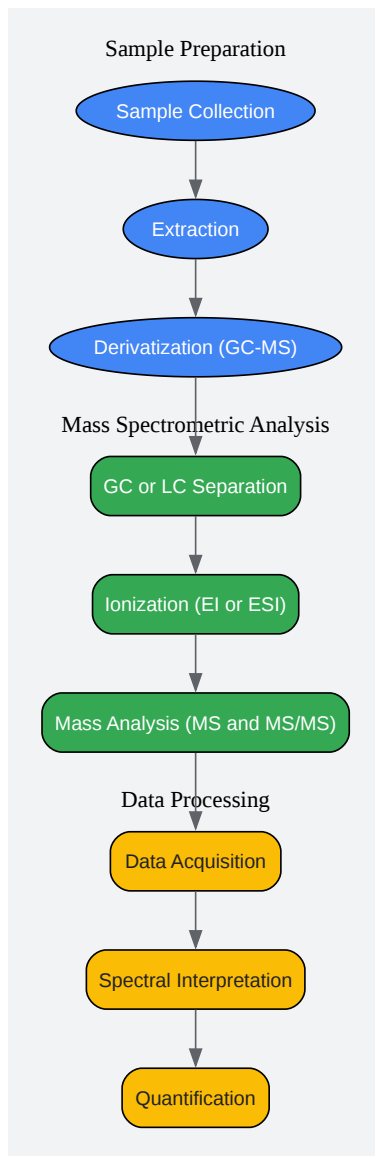 Sample Preparation
Sample Collection
Extraction
Derivatization (GC-MS)
Mass Spectrometric Analysis
GC or LC Separation
Ionization (EI or ESI)
Mass Analysis (MS and MS/MS)
Data Processing
Data Acquisition
Spectral Interpretation
Quantification